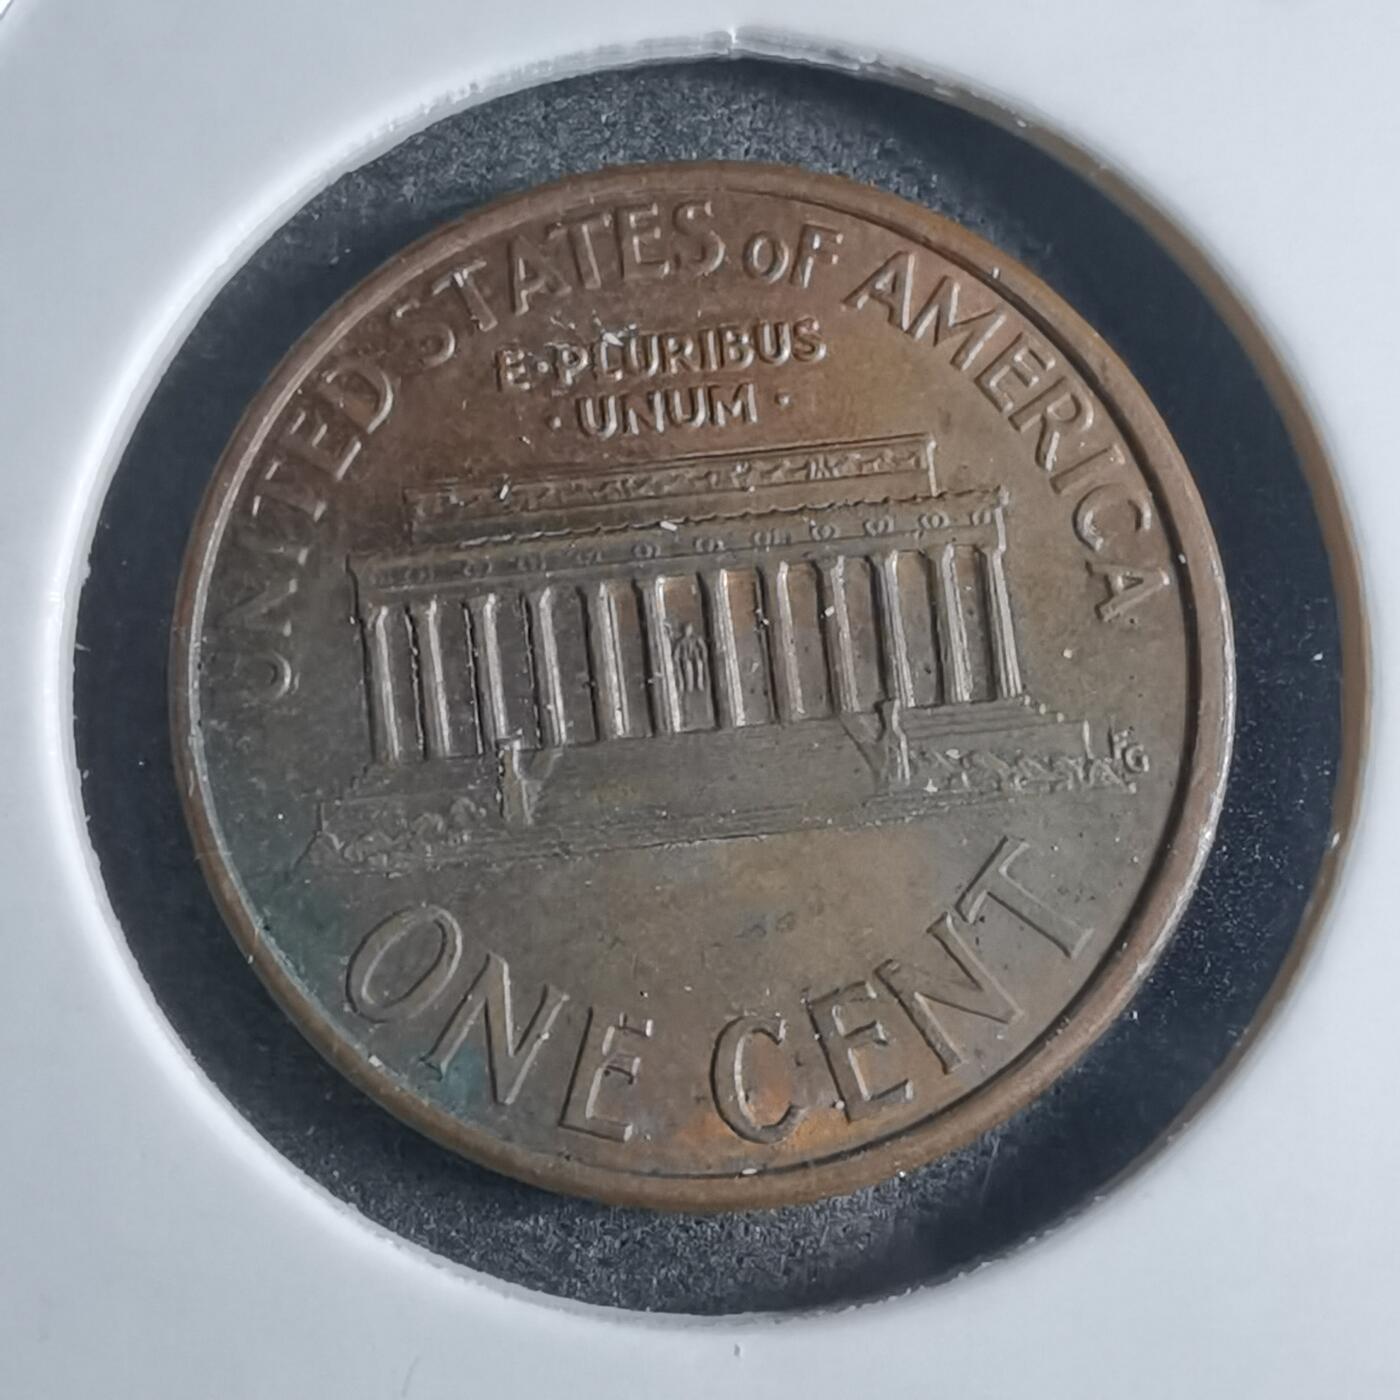 UNITED STATES OF AMERICA
E·PLURIBUS
·UNUM·
FG
ONE CENT